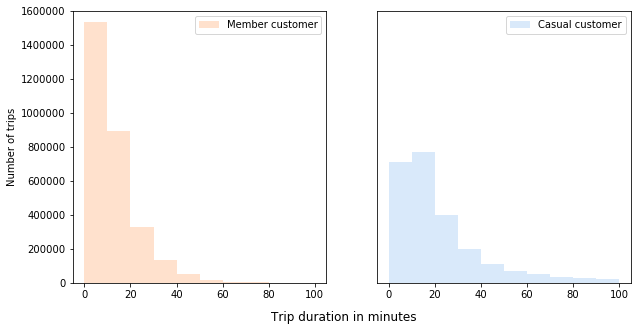 Member customer
Casual customer
1600000
1400000
1200000
1000000
800000
600000
400000
200000
0
Number of trips
0 20 40 60 80 100
0 20 40 60 80 100
Trip duration in minutes